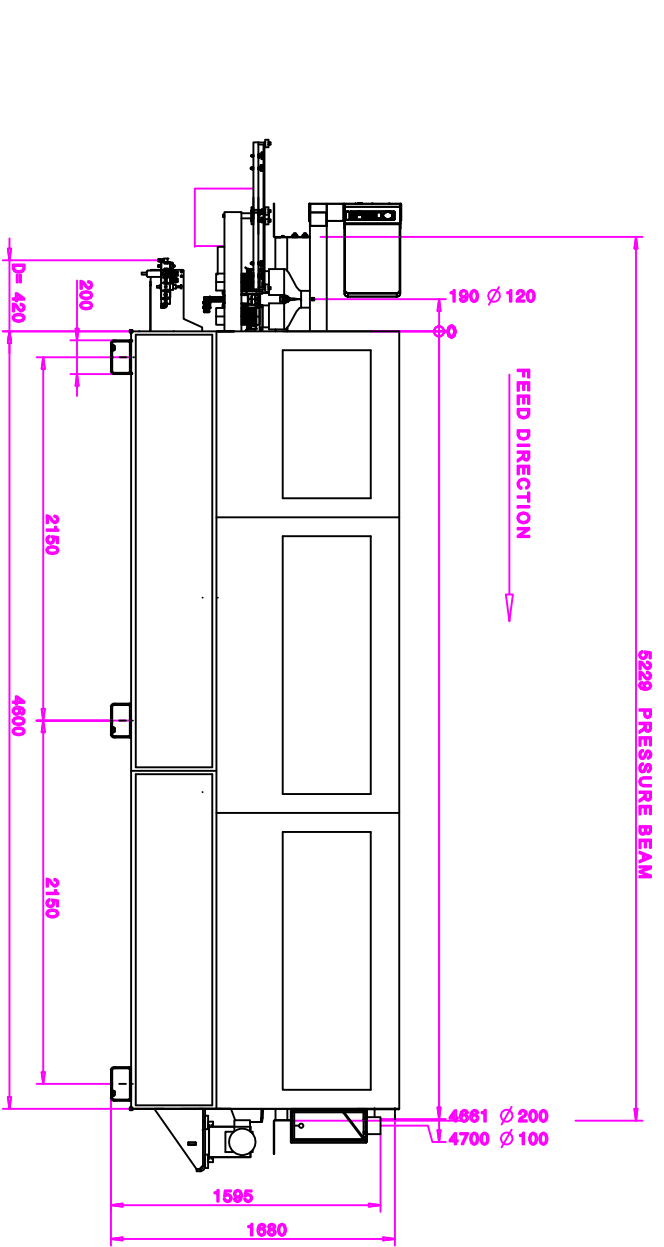 190 Ø 120
0
FEED DIRECTION
5229 PRESSURE BEAM
D= 420
200
2150
4600
2150
4661 Ø 200
4700 Ø 100
1595
1680